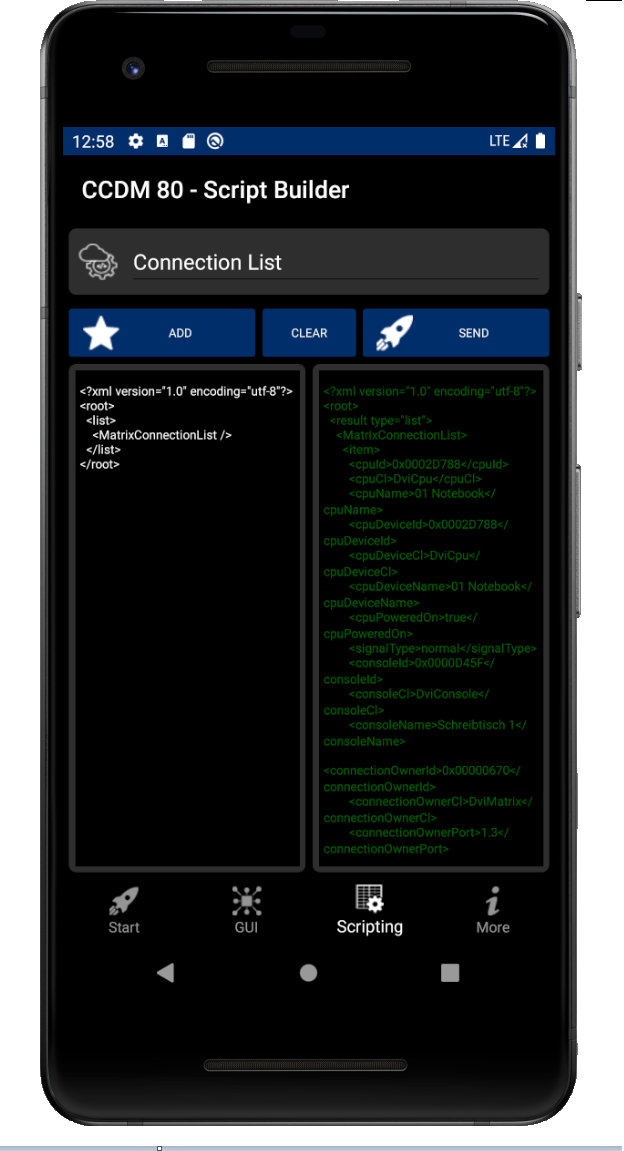 12:58
LTE
CCDM 80 - Script Builder
Connection List
ADD
CLEAR
SEND
<?xml version="1.0" encoding="utf-8"?>
<root>
<list>
<MatrixConnectionList />
</list>
</root>
<?xml version="1.0" encoding="utf-8"?>
<root>
<result type="list">
<MatrixConnectionList>
<item>
<cpuId>0x0002D788</cpuId>
<cpuCl>DviCpu</cpuCl>
<cpuName>01 Notebook</
cpuName>
<cpuDeviceId>0x0002D788</
cpuDeviceId>
<cpuDeviceCl>DviCpu</
cpuDeviceCl>
<cpuDeviceName>01 Notebook</
cpuDeviceName>
<cpuPoweredOn>true</
cpuPoweredOn>
<signalType>normal</signalType>
<consoleId>0x0000D45F</
consoleId>
<consoleCl>DviConsole</
consoleCl>
<consoleName>Schreibtisch 1</
consoleName>
<connectionOwnerId>0x00000670</
connectionOwnerId>
<connectionOwnerCl>DviMatrix</
connectionOwnerCl>
<connectionOwnerPort>1.3</
connectionOwnerPort>
Start
GUI
Scripting
More